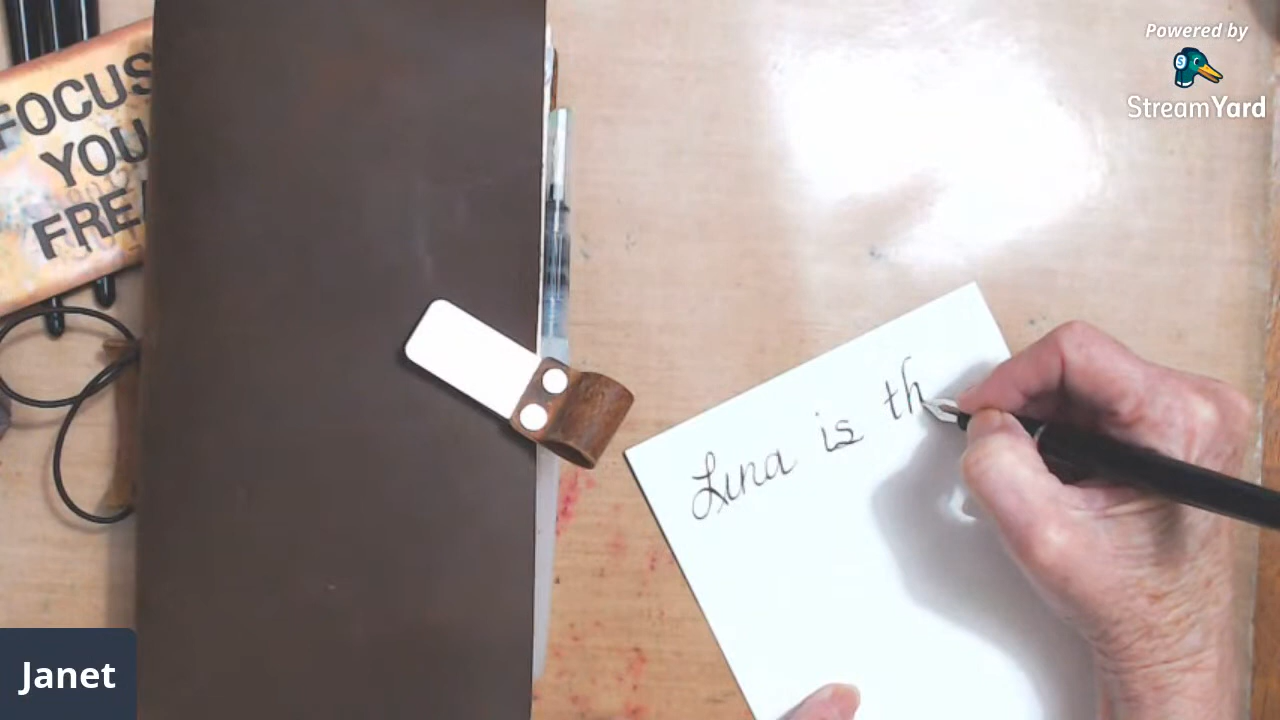 Powered by
StreamYard
FOCUS
YOU
FRE
Lina is th
Janet